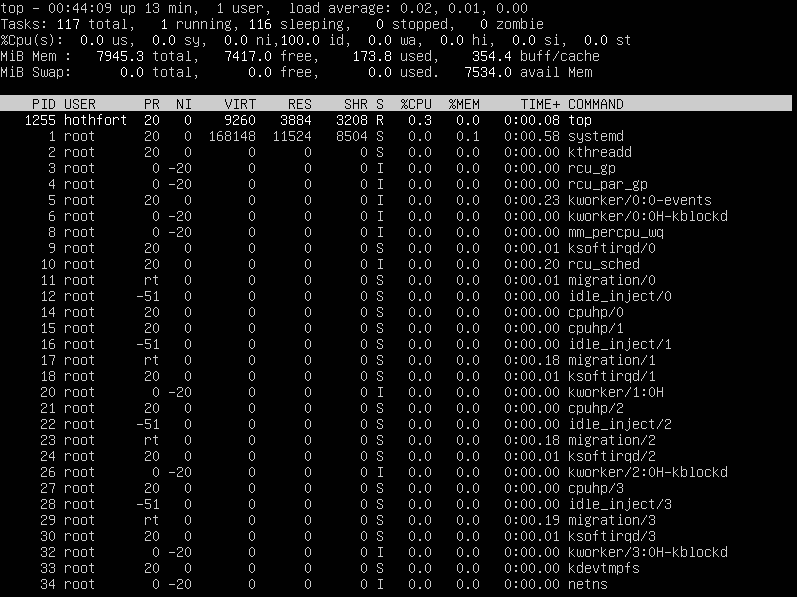 top - 00:44:09 up 13 min,  1 user,  load average: 0.02, 0.01, 0.00
Tasks: 117 total,   1 running, 116 sleeping,   0 stopped,   0 zombie
%Cpu(s):  0.0 us,  0.0 sy,  0.0 ni,100.0 id,  0.0 wa,  0.0 hi,  0.0 si,  0.0 st
MiB Mem :   7945.3 total,   7417.0 free,    173.8 used,    354.4 buff/cache
MiB Swap:      0.0 total,      0.0 free,      0.0 used.   7534.0 avail Mem
PID USER      PR  NI    VIRT    RES    SHR S  %CPU  %MEM     TIME+ COMMAND
1255 hothfort  20   0    9260   3884   3208 R   0.3   0.0   0:00.08 top
1 root      20   0  168148  11524   8504 S   0.0   0.1   0:00.58 systemd
2 root      20   0       0      0      0 S   0.0   0.0   0:00.00 kthreadd
3 root       0 -20       0      0      0 I   0.0   0.0   0:00.00 rcu_gp
4 root       0 -20       0      0      0 I   0.0   0.0   0:00.00 rcu_par_gp
5 root      20   0       0      0      0 I   0.0   0.0   0:00.23 kworker/0:0-events
6 root       0 -20       0      0      0 I   0.0   0.0   0:00.00 kworker/0:0H-kblockd
8 root       0 -20       0      0      0 I   0.0   0.0   0:00.00 mm_percpu_wq
9 root      20   0       0      0      0 S   0.0   0.0   0:00.01 ksoftirqd/0
10 root      20   0       0      0      0 I   0.0   0.0   0:00.20 rcu_sched
11 root      rt   0       0      0      0 S   0.0   0.0   0:00.01 migration/0
12 root     -51   0       0      0      0 S   0.0   0.0   0:00.00 idle_inject/0
14 root      20   0       0      0      0 S   0.0   0.0   0:00.00 cpuhp/0
15 root      20   0       0      0      0 S   0.0   0.0   0:00.00 cpuhp/1
16 root     -51   0       0      0      0 S   0.0   0.0   0:00.00 idle_inject/1
17 root      rt   0       0      0      0 S   0.0   0.0   0:00.18 migration/1
18 root      20   0       0      0      0 S   0.0   0.0   0:00.01 ksoftirqd/1
20 root       0 -20       0      0      0 I   0.0   0.0   0:00.00 kworker/1:0H
21 root      20   0       0      0      0 S   0.0   0.0   0:00.00 cpuhp/2
22 root     -51   0       0      0      0 S   0.0   0.0   0:00.00 idle_inject/2
23 root      rt   0       0      0      0 S   0.0   0.0   0:00.18 migration/2
24 root      20   0       0      0      0 S   0.0   0.0   0:00.01 ksoftirqd/2
26 root       0 -20       0      0      0 I   0.0   0.0   0:00.00 kworker/2:0H-kblockd
27 root      20   0       0      0      0 S   0.0   0.0   0:00.00 cpuhp/3
28 root     -51   0       0      0      0 S   0.0   0.0   0:00.00 idle_inject/3
29 root      rt   0       0      0      0 S   0.0   0.0   0:00.19 migration/3
30 root      20   0       0      0      0 S   0.0   0.0   0:00.01 ksoftirqd/3
32 root       0 -20       0      0      0 I   0.0   0.0   0:00.00 kworker/3:0H-kblockd
33 root      20   0       0      0      0 S   0.0   0.0   0:00.00 kdevtmpfs
34 root       0 -20       0      0      0 I   0.0   0.0   0:00.00 netns